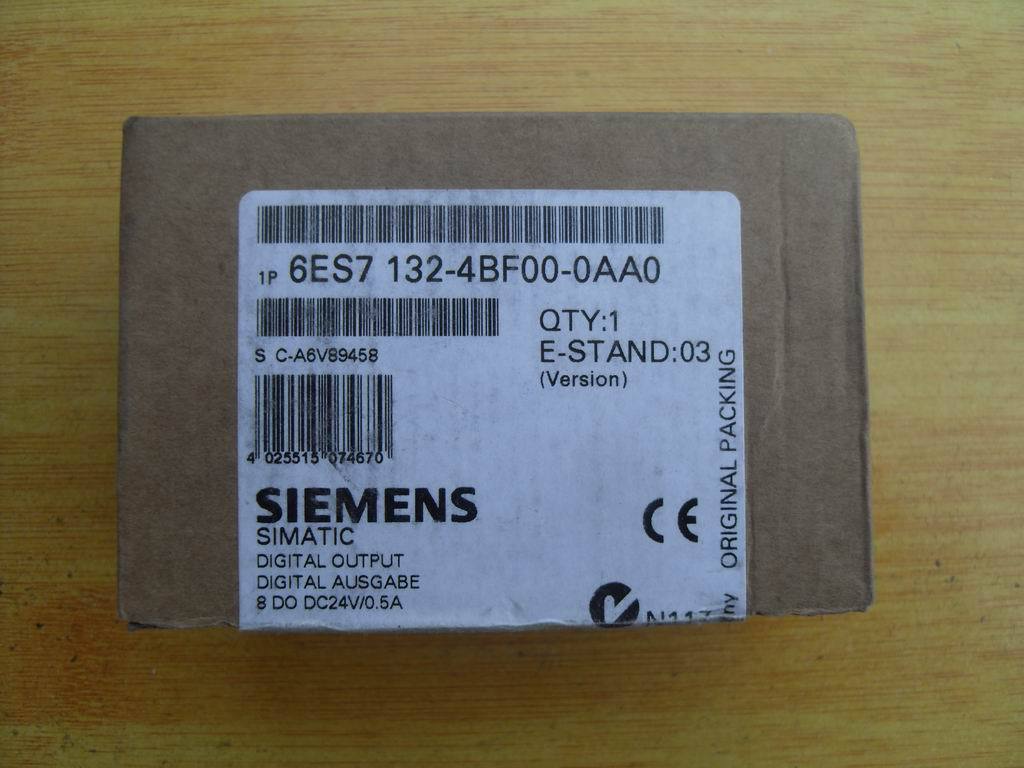 1P 6ES7 132-4BF00-0AA0
QTY:1
E-STAND:03
(Version)
S C-A6V89458
4 025515 074670
SIEMENS
SIMATIC
DIGITAL OUTPUT
DIGITAL AUSGABE
8 DO DC24V/0.5A
CE
ORIGINAL PACKING